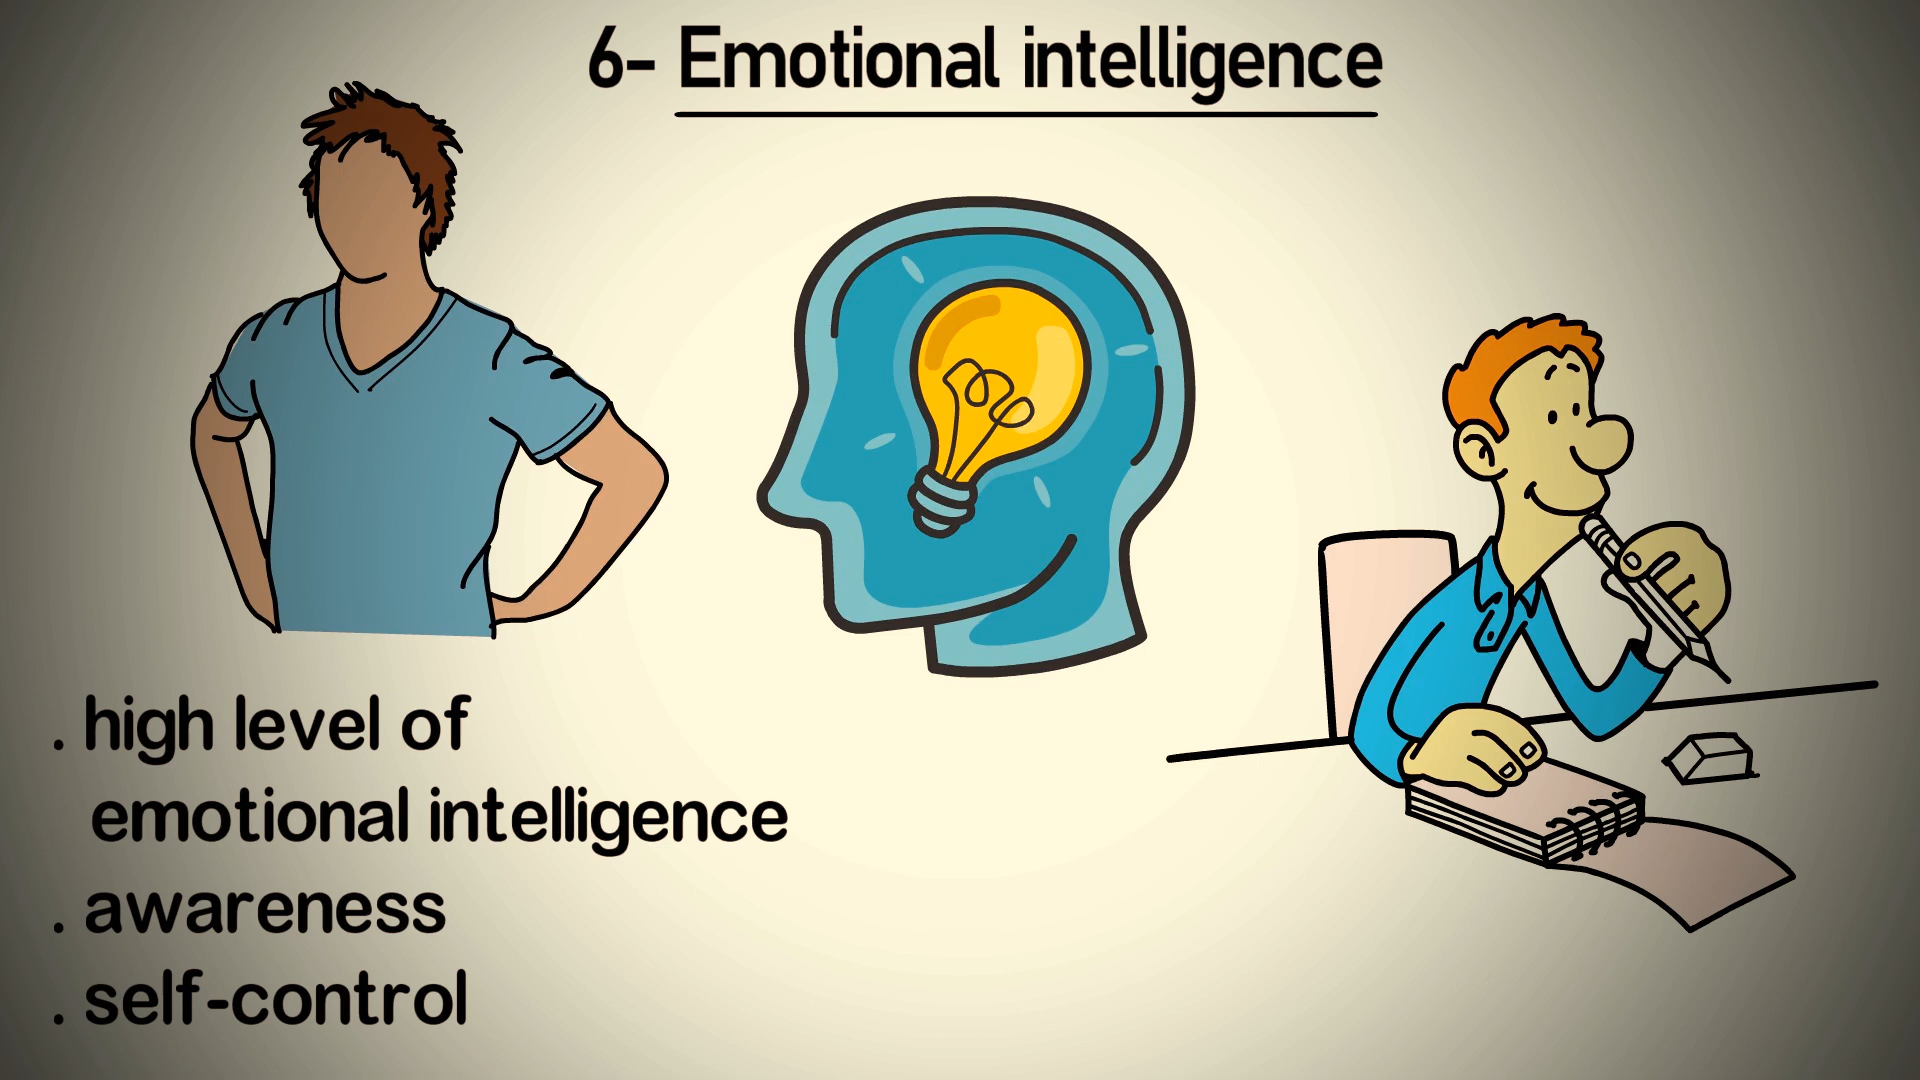 6- Emotional intelligence
. high level of
emotional intelligence
. awareness
. self-control